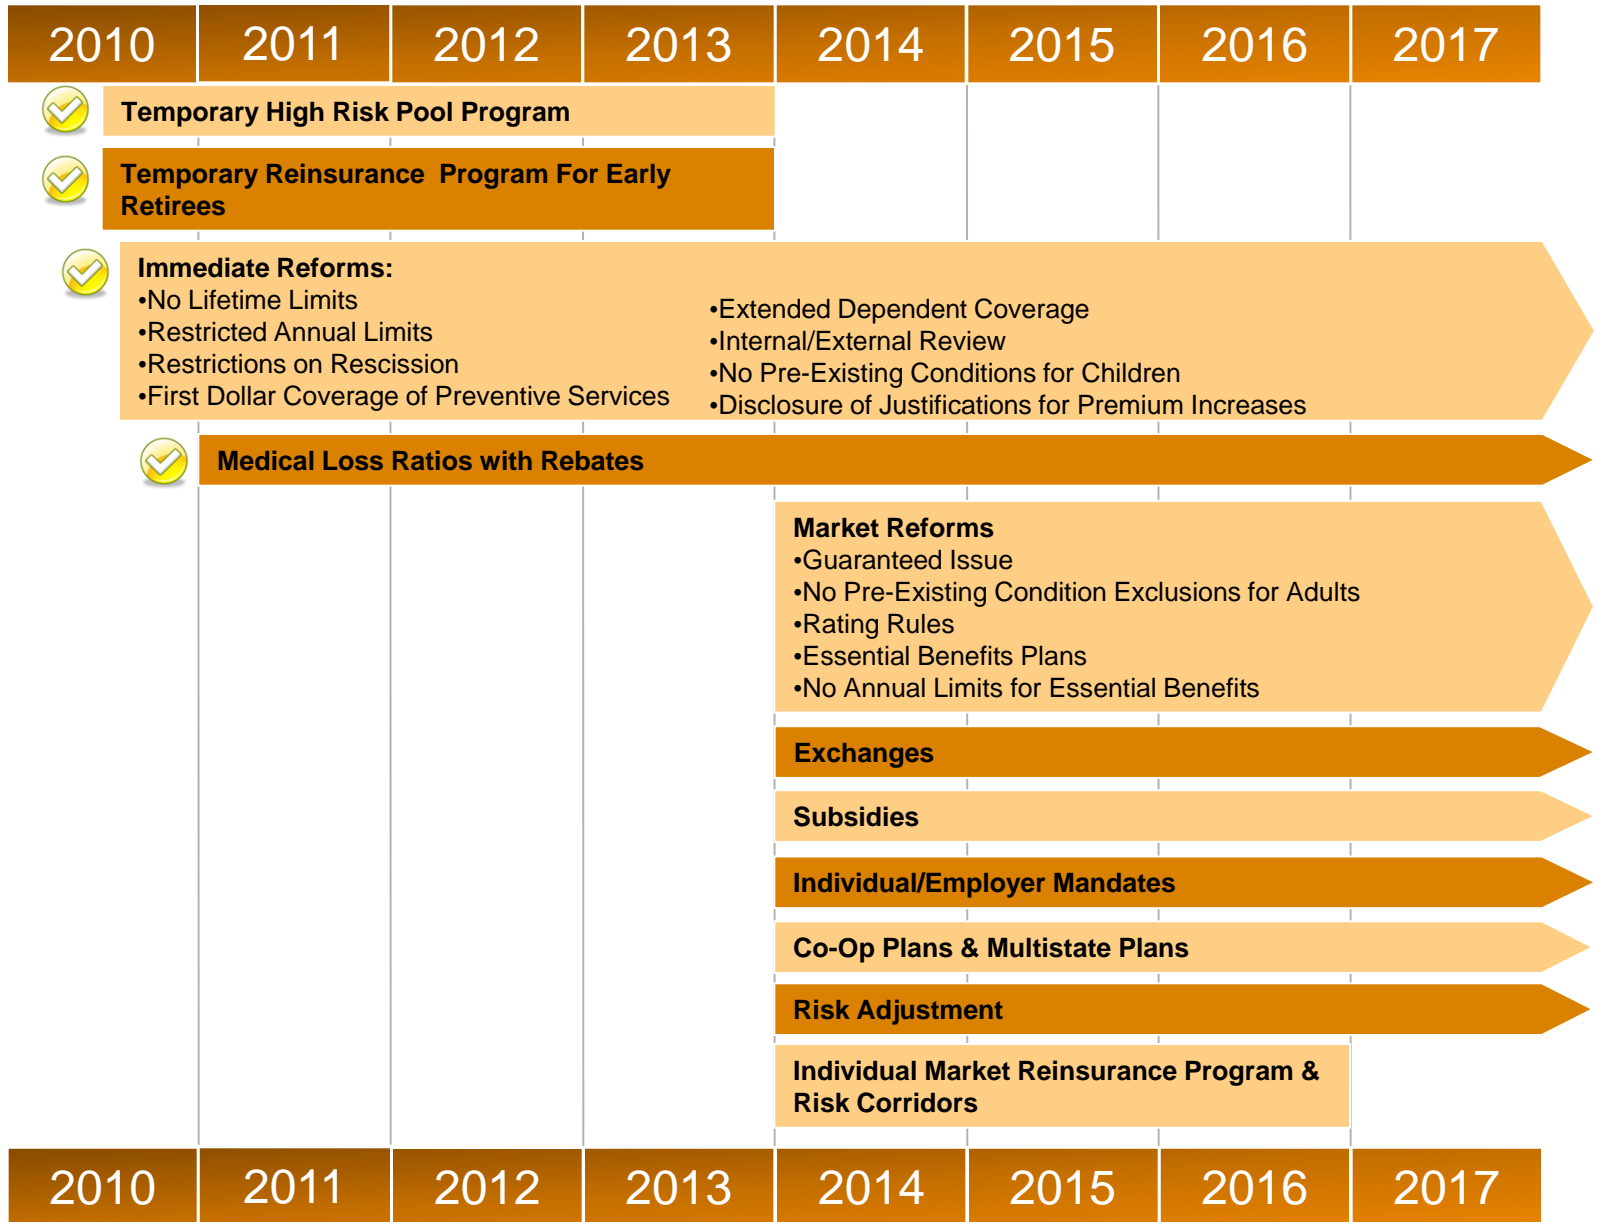 2010 2011 2012 2013 2014 2015 2016 2017
Temporary High Risk Pool Program
Temporary Reinsurance Program For Early
Retirees
Immediate Reforms:
•No Lifetime Limits
•Restricted Annual Limits
•Restrictions on Rescission
•First Dollar Coverage of Preventive Services
•Extended Dependent Coverage
•Internal/External Review
•No Pre-Existing Conditions for Children
•Disclosure of Justifications for Premium Increases
Medical Loss Ratios with Rebates
Market Reforms
•Guaranteed Issue
•No Pre-Existing Condition Exclusions for Adults
•Rating Rules
•Essential Benefits Plans
•No Annual Limits for Essential Benefits
Exchanges
Subsidies
Individual/Employer Mandates
Co-Op Plans & Multistate Plans
Risk Adjustment
Individual Market Reinsurance Program &
Risk Corridors
2010 2011 2012 2013 2014 2015 2016 2017